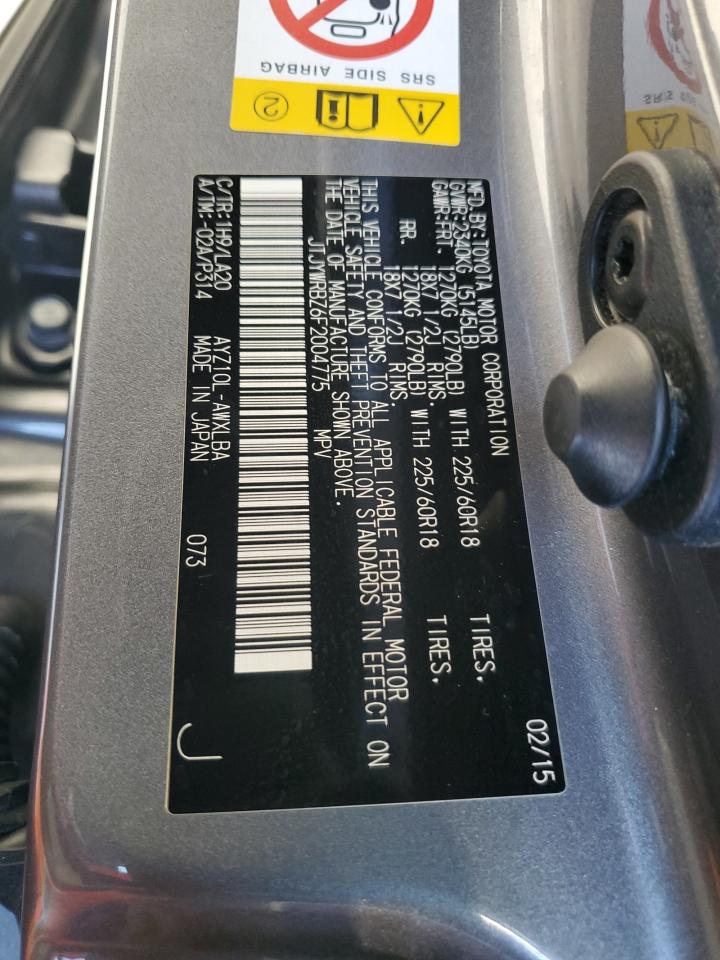 SRS SIDE AIRBAG
2
MFD. BY: TOYOTA MOTOR CORPORATION 02/15
GVWR: 2340KG (5145LB)
GAWR: FRT. 1270KG (2790LB) WITH 225/60R18 TIRES.
18X7 1/2J RIMS.
RR. 1270KG (2790LB) WITH 225/60R18 TIRES.
18X7 1/2J RIMS.
THIS VEHICLE CONFORMS TO ALL APPLICABLE FEDERAL MOTOR
VEHICLE SAFETY AND THEFT PREVENTION STANDARDS IN EFFECT ON
THE DATE OF MANUFACTURE SHOWN ABOVE.
JTJYWRBZ6F2004775 MPV
C/TR: 1H9/LA20 AYZ10L-AWXLBA
A/TM: -02A/P314 MADE IN JAPAN 073 J